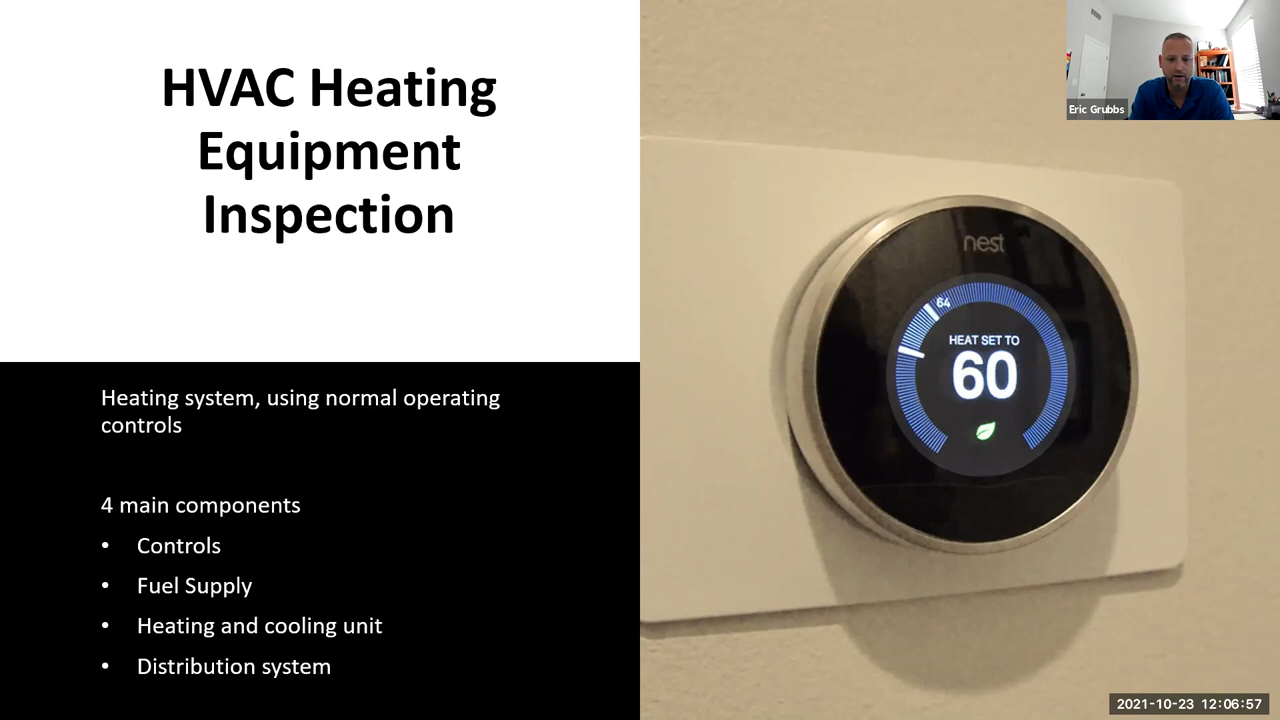 HVAC Heating
Equipment
Inspection
Heating system, using normal operating
controls
4 main components
• Controls
• Fuel Supply
• Heating and cooling unit
• Distribution system
nest
64
HEAT SET TO
60
Eric Grubbs
2021-10-23 12:06:57